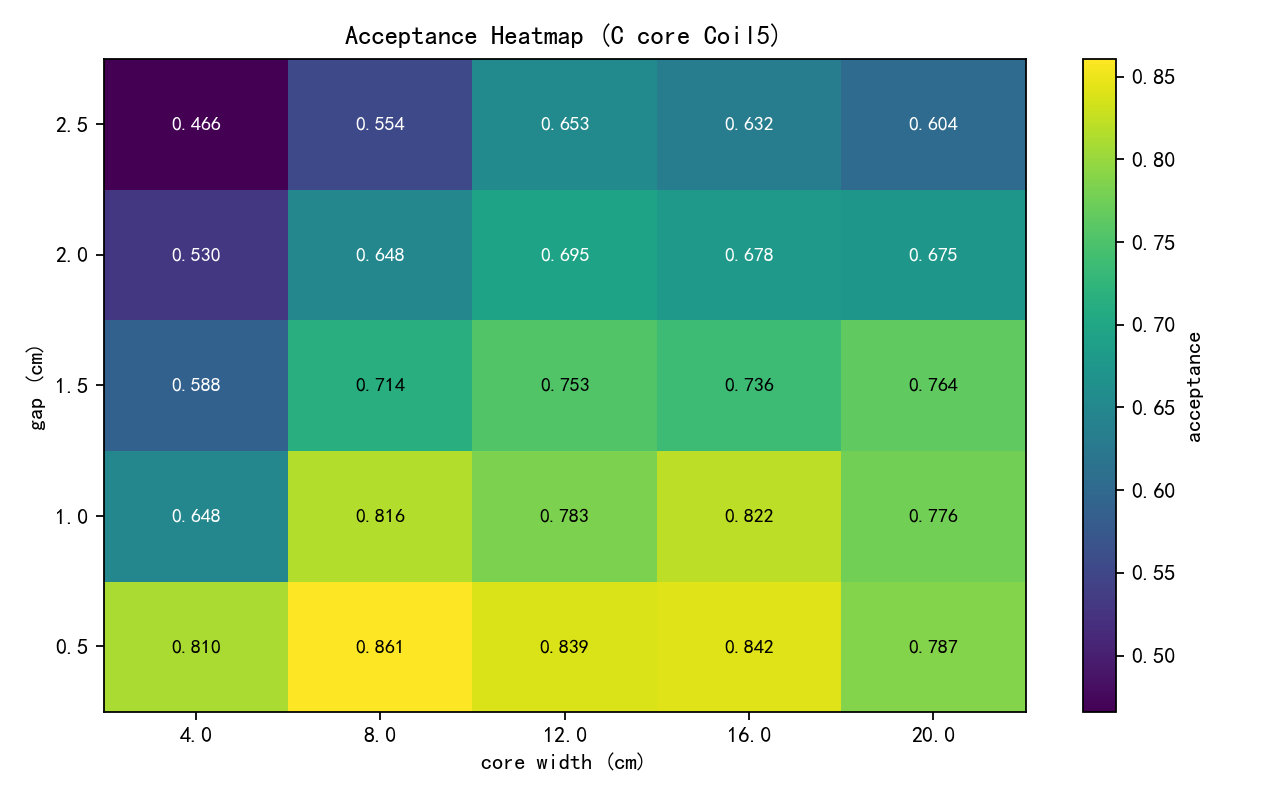 Acceptance Heatmap (C core Coil5)
2.5 0.466 0.554 0.653 0.632 0.604
2.0 0.530 0.648 0.695 0.678 0.675
1.5 0.588 0.714 0.753 0.736 0.764
1.0 0.648 0.816 0.783 0.822 0.776
0.5 0.810 0.861 0.839 0.842 0.787
4.0 8.0 12.0 16.0 20.0
core width (cm)
gap (cm)
0.85
0.80
0.75
0.70
0.65
0.60
0.55
0.50
acceptance